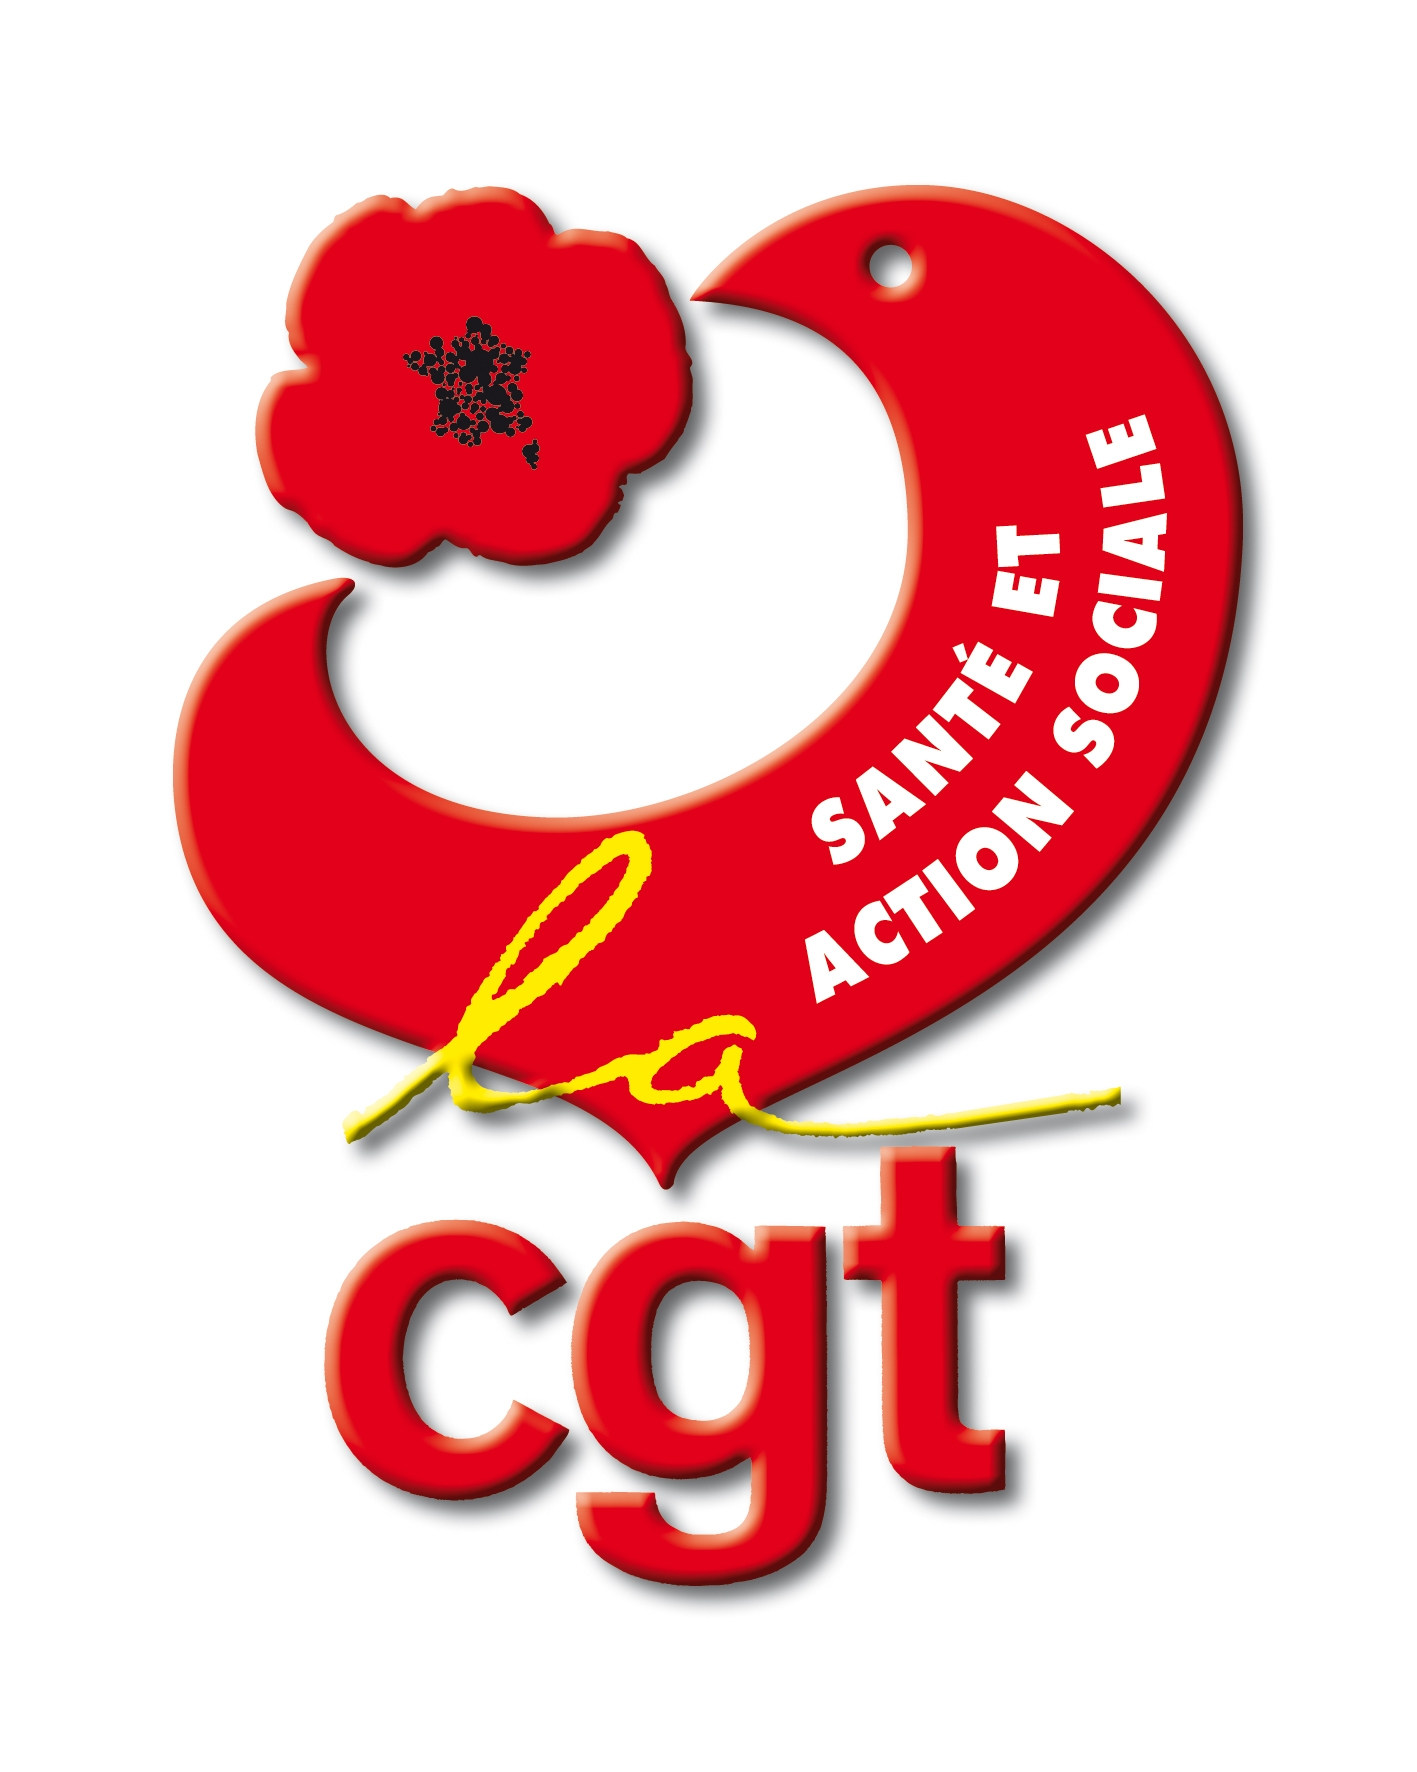 SANTÉ ET
ACTION SOCIALE
la
cgt